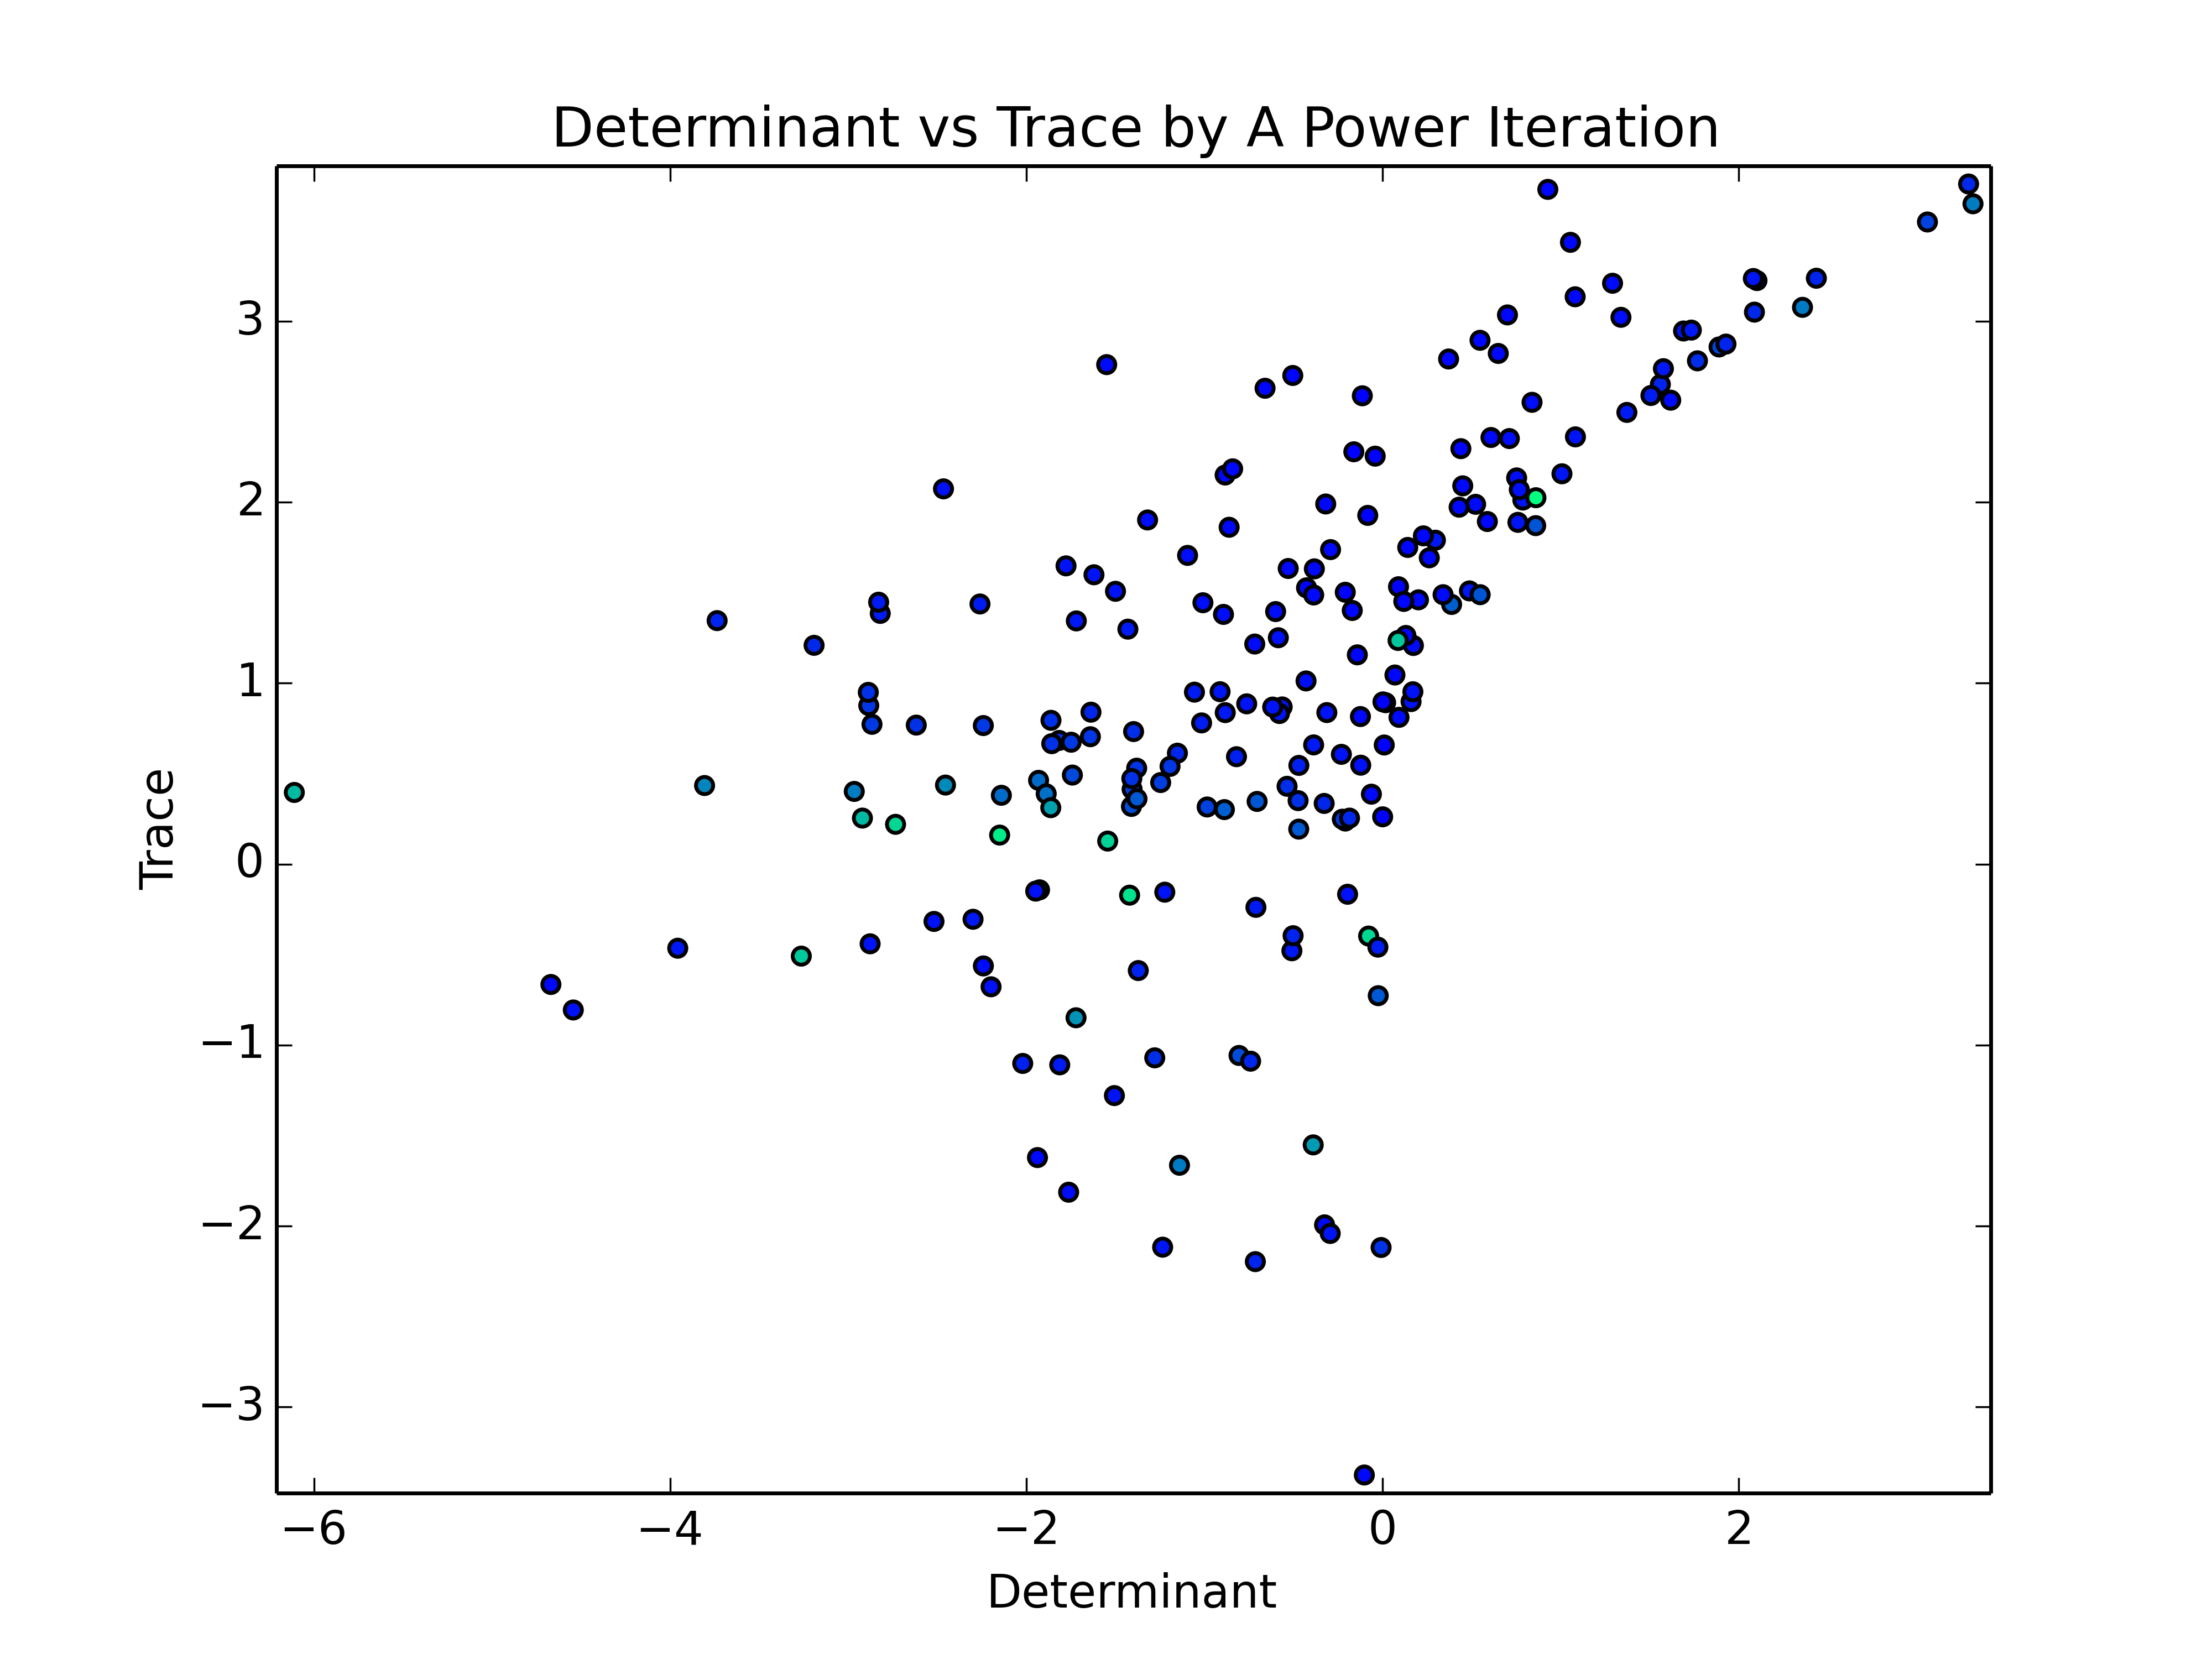 Determinant vs Trace by A Power Iteration
3
2
1
0
−1
−2
−3
Trace
−6 −4 −2 0 2
Determinant